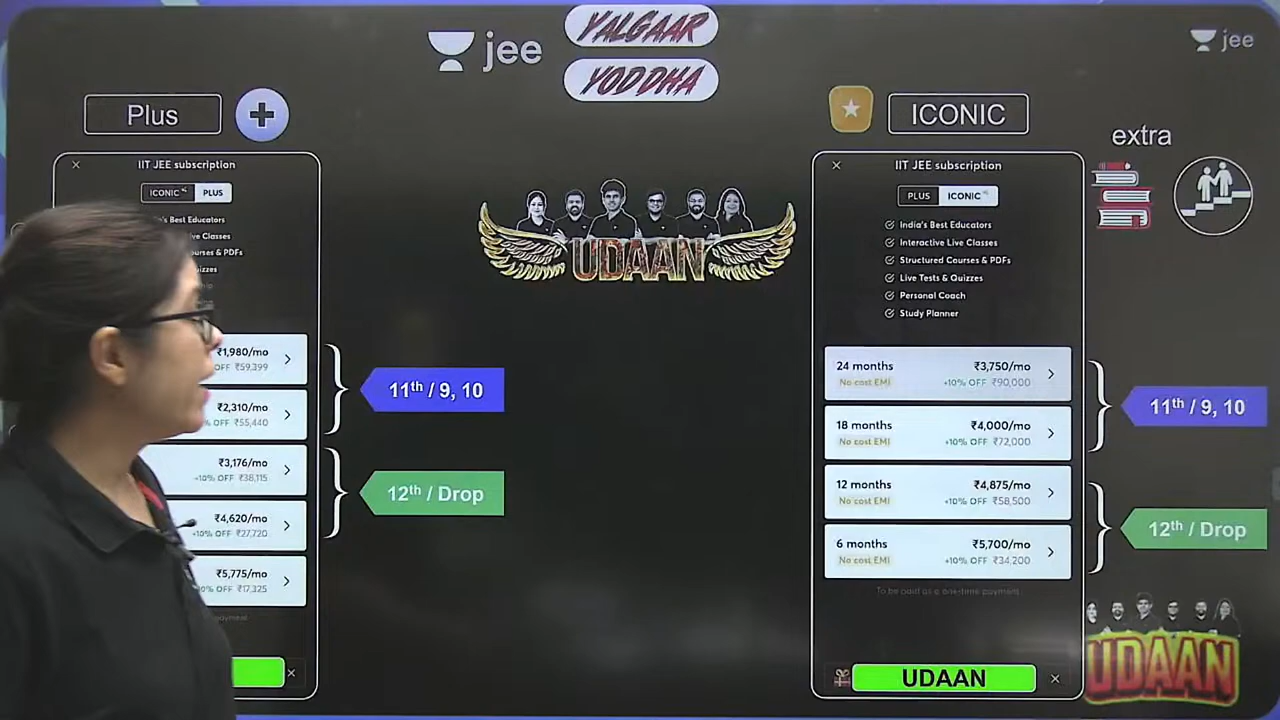 jee
YALGAAR
YODDHA
jee
Plus
ICONIC
extra
IIT JEE subscription
ICONIC PLUS
Best Educators
Classes
& PDFs
₹1,980/mo
OFF ₹59,399
₹2,310/mo
% OFF ₹55,440
₹3,176/mo
+10% OFF ₹38,115
₹4,620/mo
+10% OFF ₹27,720
₹5,775/mo
OFF ₹17,325
11th / 9, 10
12th / Drop
UDAAN
IIT JEE subscription
PLUS ICONIC
India's Best Educators
Interactive Live Classes
Structured Courses & PDFs
Live Tests & Quizzes
Personal Coach
Study Planner
24 months ₹3,750/mo
No cost EMI +10% OFF ₹90,000
18 months ₹4,000/mo
No cost EMI +10% OFF ₹72,000
12 months ₹4,875/mo
No cost EMI +10% OFF ₹58,500
6 months ₹5,700/mo
No cost EMI +10% OFF ₹34,200
To be paid as a one-time payment
UDAAN
11th / 9, 10
12th / Drop
UDAAN